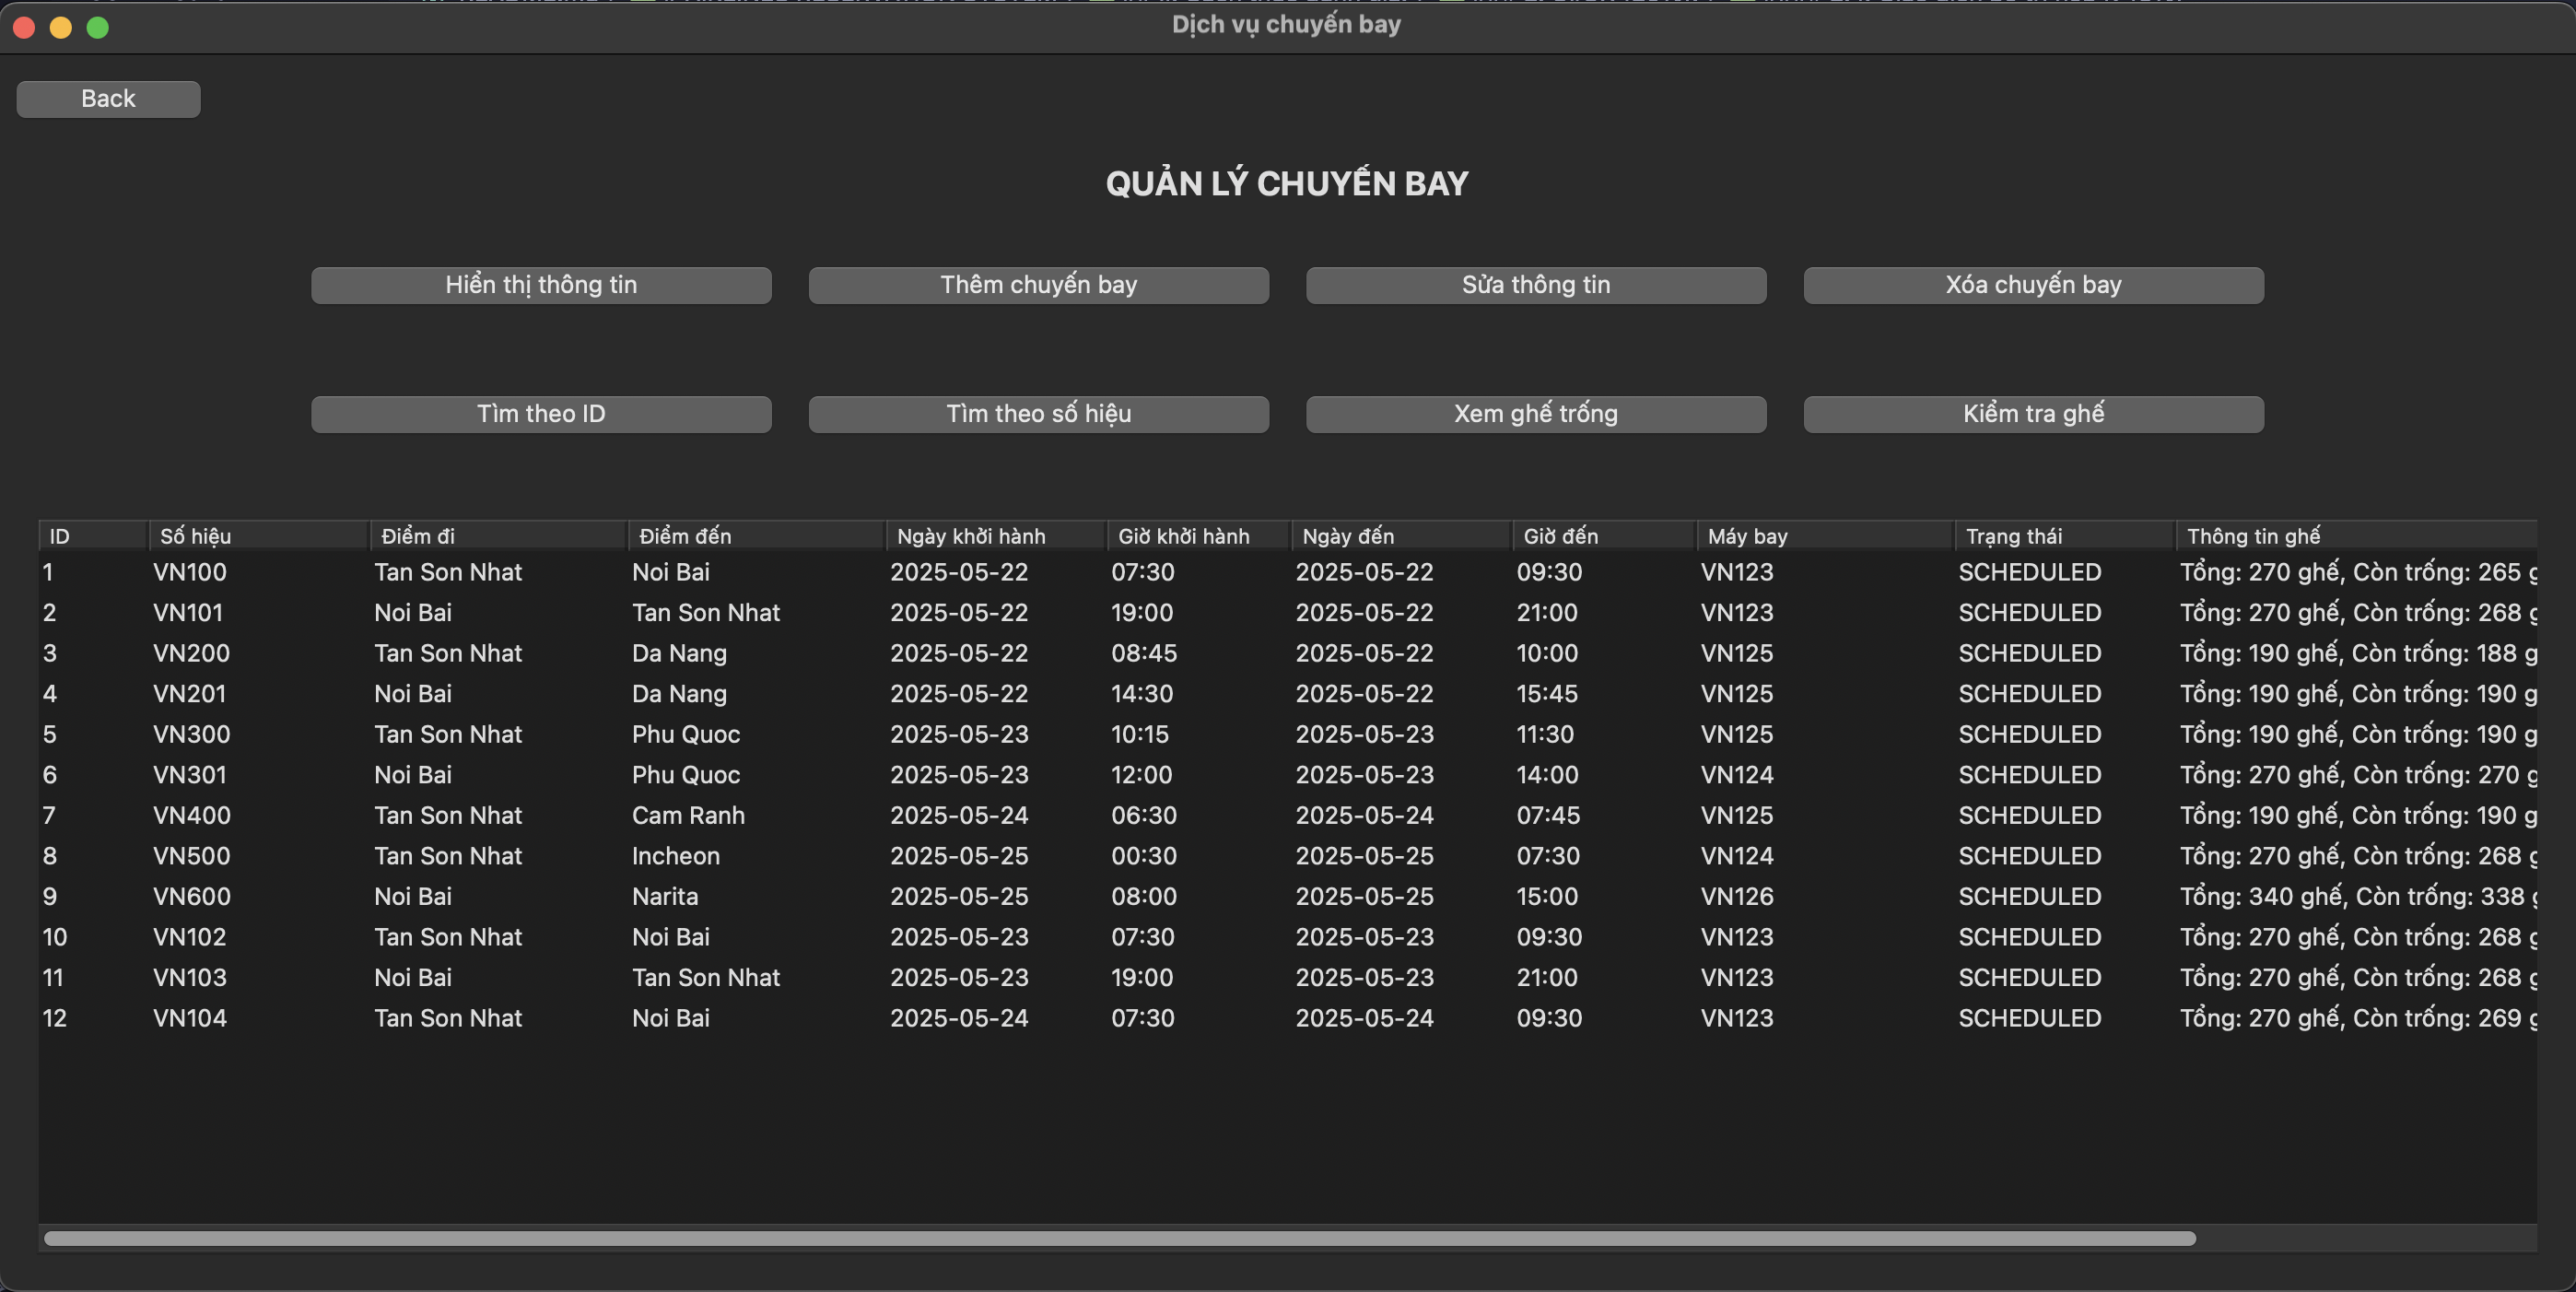 Dịch vụ chuyến bay
Back
QUẢN LÝ CHUYẾN BAY
Hiển thị thông tin Thêm chuyến bay Sửa thông tin Xóa chuyến bay
Tìm theo ID Tìm theo số hiệu Xem ghế trống Kiểm tra ghế
ID Số hiệu Điểm đi Điểm đến Ngày khởi hành Giờ khởi hành Ngày đến Giờ đến Máy bay Trạng thái Thông tin ghế
1 VN100 Tan Son Nhat Noi Bai 2025-05-22 07:30 2025-05-22 09:30 VN123 SCHEDULED Tổng: 270 ghế, Còn trống: 265 g
2 VN101 Noi Bai Tan Son Nhat 2025-05-22 19:00 2025-05-22 21:00 VN123 SCHEDULED Tổng: 270 ghế, Còn trống: 268 g
3 VN200 Tan Son Nhat Da Nang 2025-05-22 08:45 2025-05-22 10:00 VN125 SCHEDULED Tổng: 190 ghế, Còn trống: 188 g
4 VN201 Noi Bai Da Nang 2025-05-22 14:30 2025-05-22 15:45 VN125 SCHEDULED Tổng: 190 ghế, Còn trống: 190 g
5 VN300 Tan Son Nhat Phu Quoc 2025-05-23 10:15 2025-05-23 11:30 VN125 SCHEDULED Tổng: 190 ghế, Còn trống: 190 g
6 VN301 Noi Bai Phu Quoc 2025-05-23 12:00 2025-05-23 14:00 VN124 SCHEDULED Tổng: 270 ghế, Còn trống: 270 g
7 VN400 Tan Son Nhat Cam Ranh 2025-05-24 06:30 2025-05-24 07:45 VN125 SCHEDULED Tổng: 190 ghế, Còn trống: 190 g
8 VN500 Tan Son Nhat Incheon 2025-05-25 00:30 2025-05-25 07:30 VN124 SCHEDULED Tổng: 270 ghế, Còn trống: 268 g
9 VN600 Noi Bai Narita 2025-05-25 08:00 2025-05-25 15:00 VN126 SCHEDULED Tổng: 340 ghế, Còn trống: 338 g
10 VN102 Tan Son Nhat Noi Bai 2025-05-23 07:30 2025-05-23 09:30 VN123 SCHEDULED Tổng: 270 ghế, Còn trống: 268 g
11 VN103 Noi Bai Tan Son Nhat 2025-05-23 19:00 2025-05-23 21:00 VN123 SCHEDULED Tổng: 270 ghế, Còn trống: 268 g
12 VN104 Tan Son Nhat Noi Bai 2025-05-24 07:30 2025-05-24 09:30 VN123 SCHEDULED Tổng: 270 ghế, Còn trống: 269 g